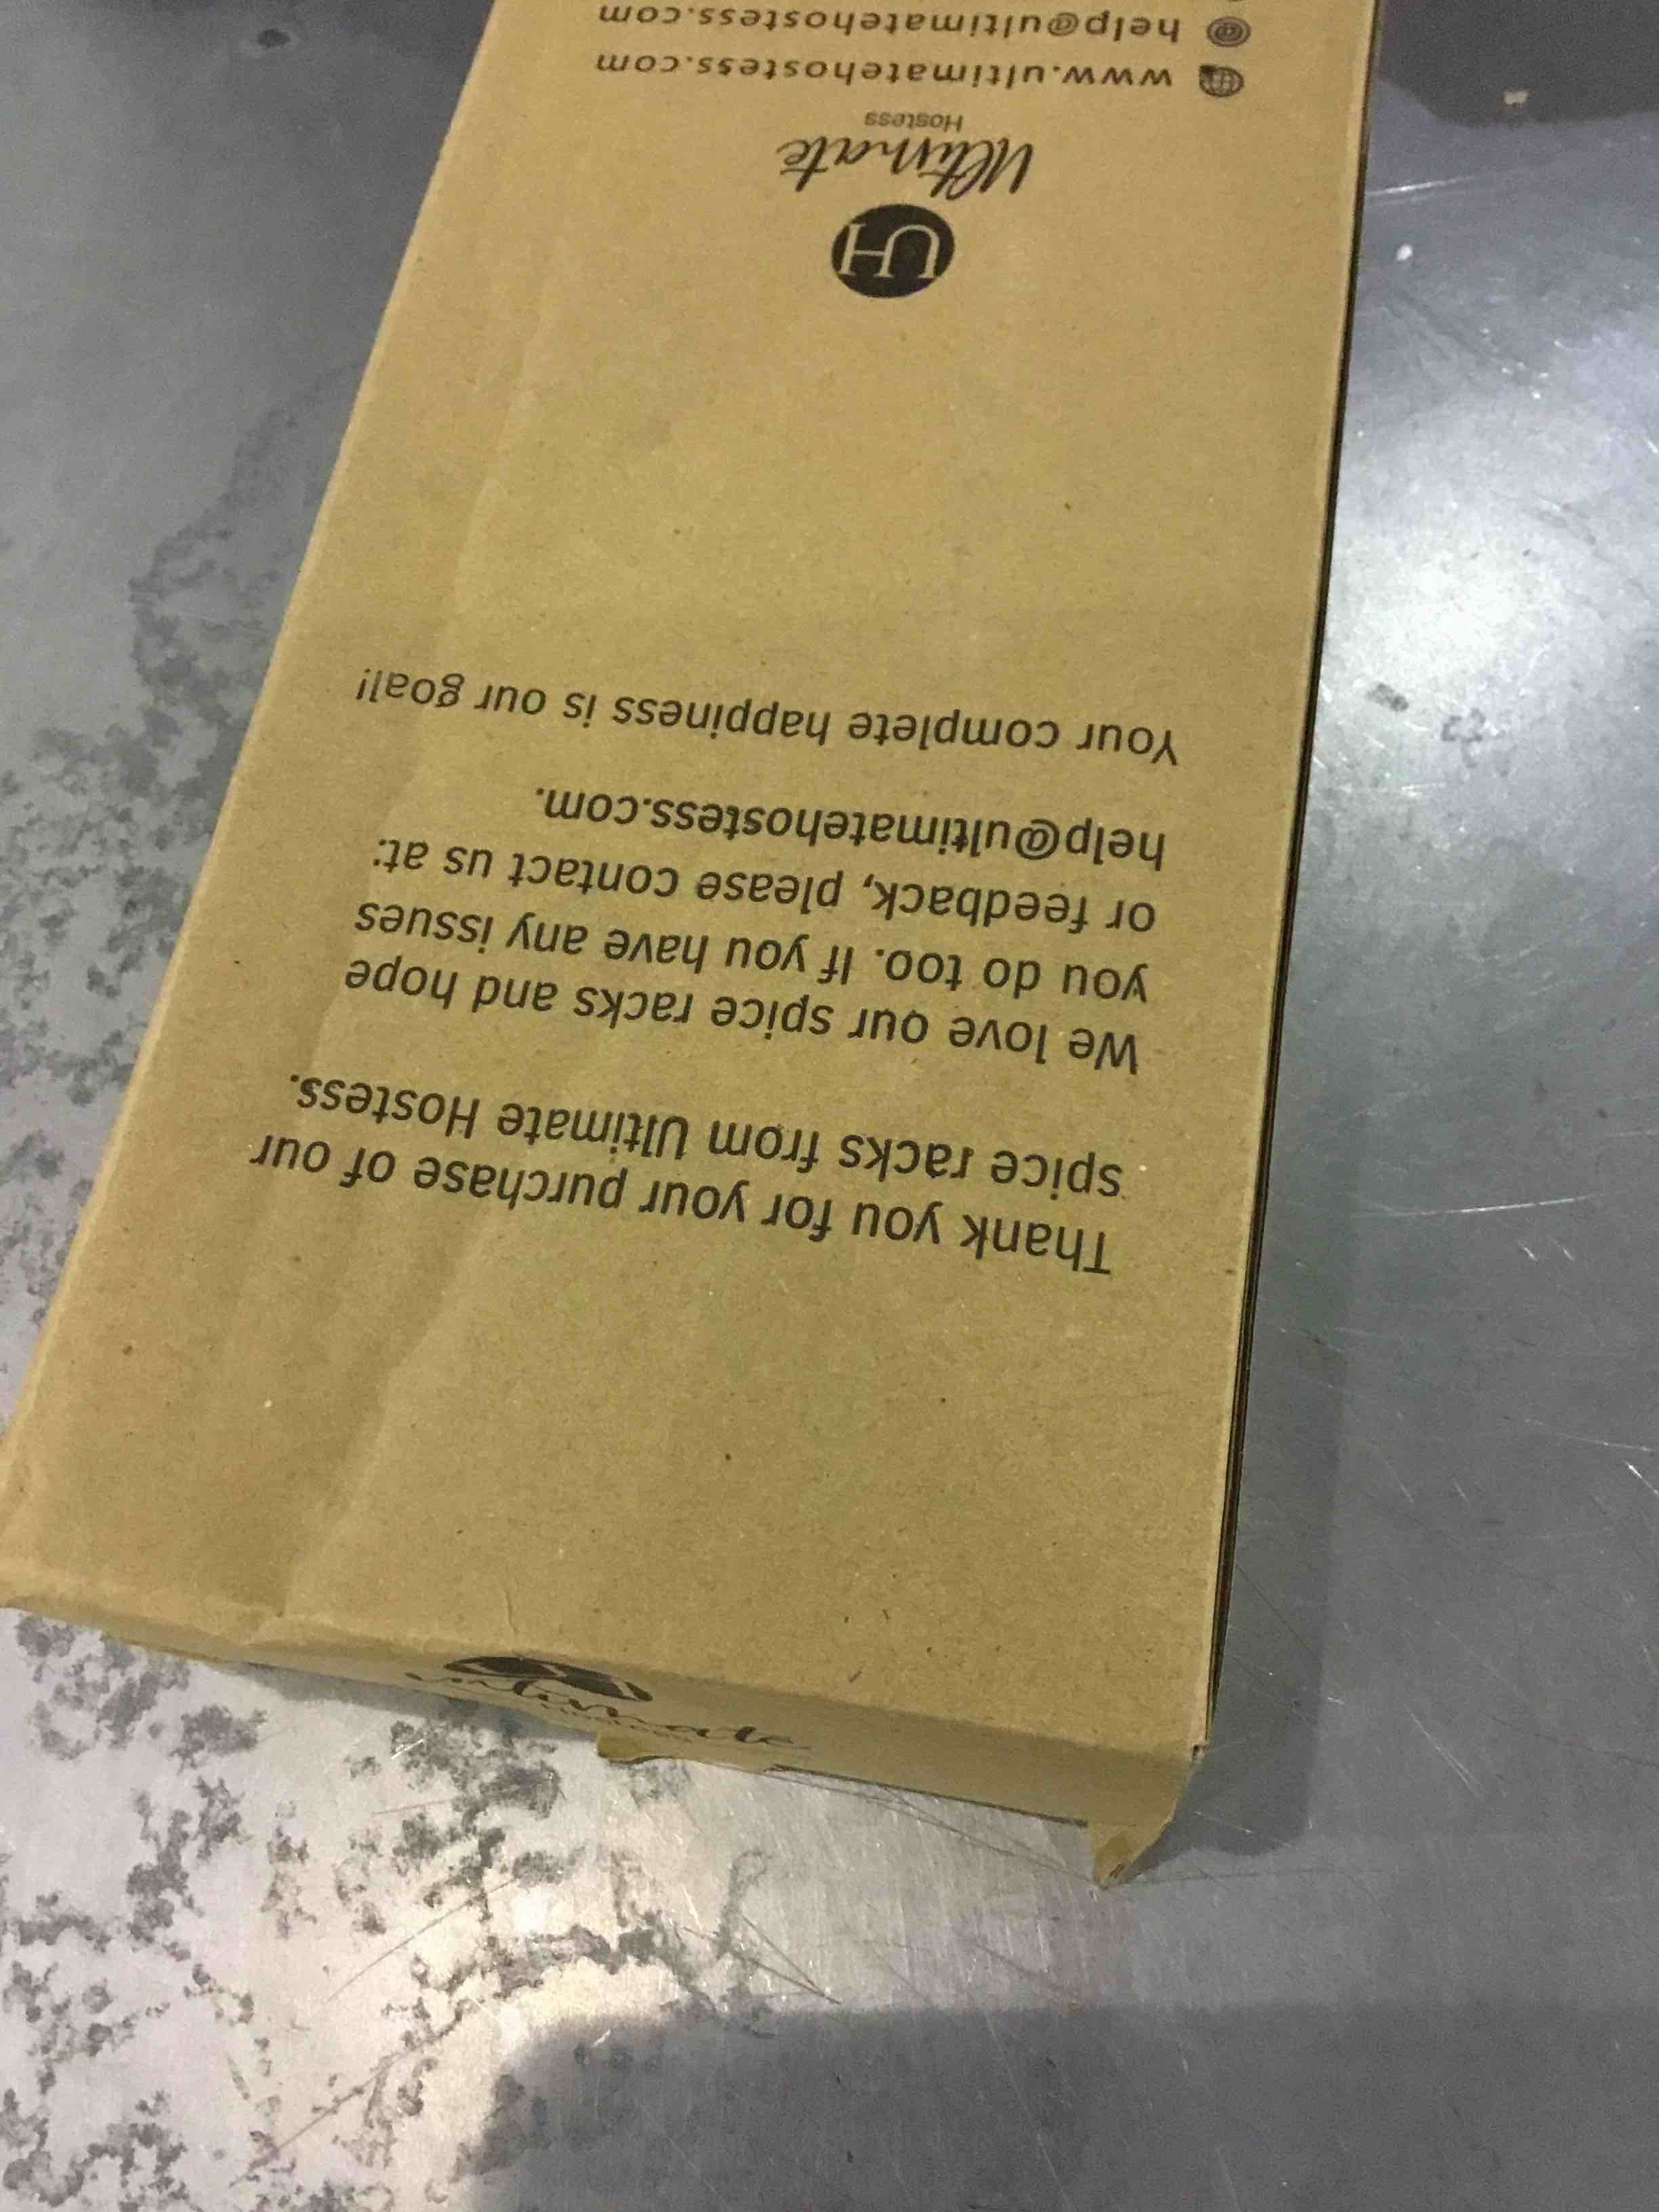 Thank you for your purchase of our
spice racks from Ultimate Hostess.
We love our spice racks and hope
you do too. If you have any issues
or feedback, please contact us at:
help@ultimatehostess.com.
Your complete happiness is our goal!
UH
Ultimate
Hostess
www.ultimatehostess.com
help@ultimatehostess.com
Ultimate